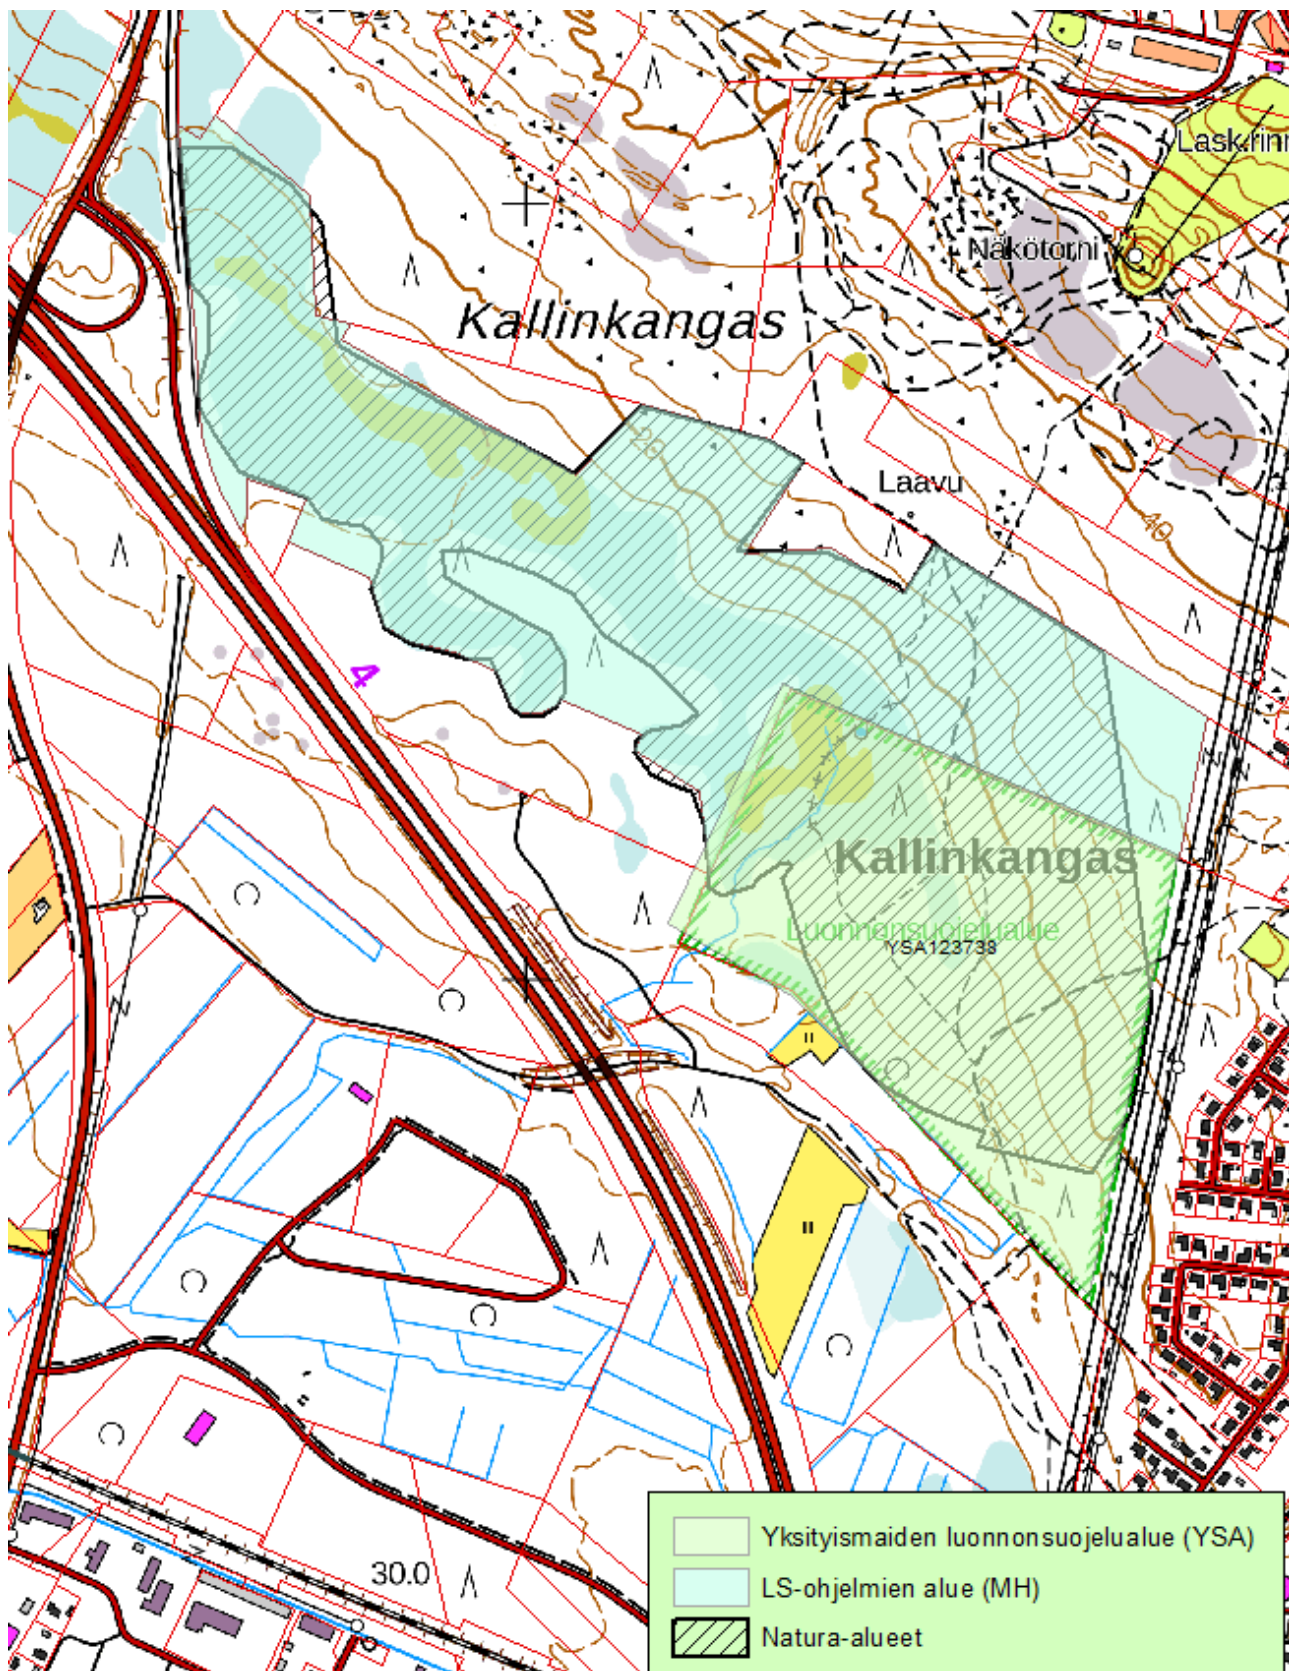 Lask.rinn
Näkötorni
Kallinkangas
20
Laavu
40
4
Kallinkangas
Luonnonsuojelualue
YSA123738
30.0
Yksityismaiden luonnonsuojelualue (YSA)
LS-ohjelmien alue (MH)
Natura-alueet